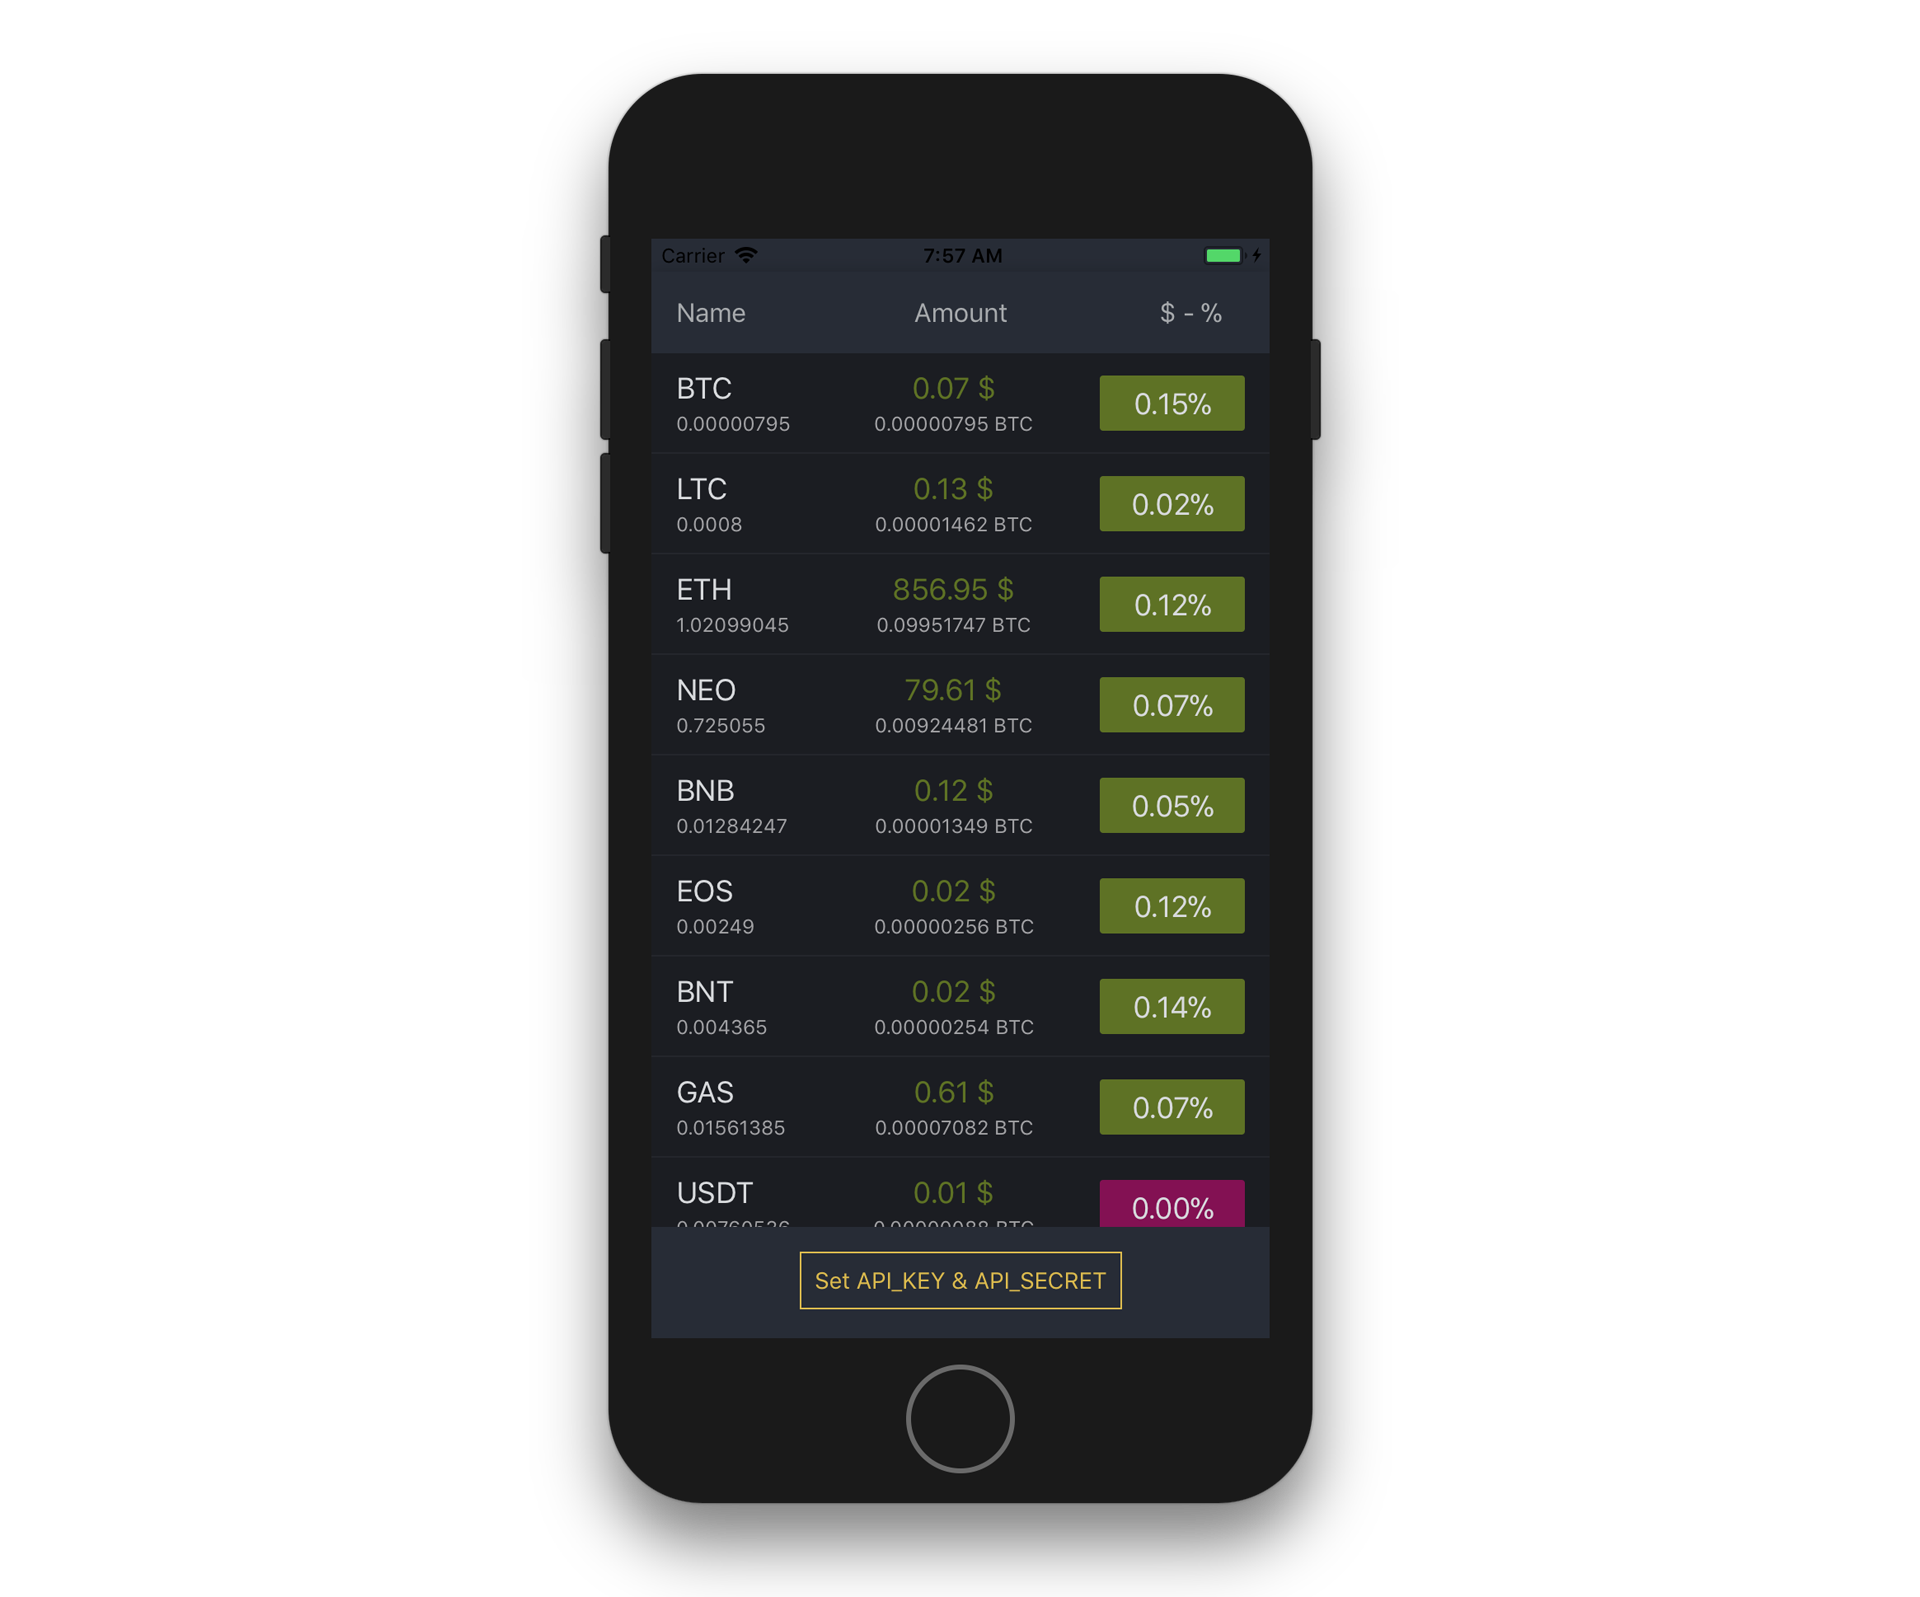 Carrier 7:57 AM
Name Amount $ - %
BTC 0.07 $ 0.15%
0.00000795 0.00000795 BTC
LTC 0.13 $ 0.02%
0.0008 0.00001462 BTC
ETH 856.95 $ 0.12%
1.02099045 0.09951747 BTC
NEO 79.61 $ 0.07%
0.725055 0.00924481 BTC
BNB 0.12 $ 0.05%
0.01284247 0.00001349 BTC
EOS 0.02 $ 0.12%
0.00249 0.00000256 BTC
BNT 0.02 $ 0.14%
0.004365 0.00000254 BTC
GAS 0.61 $ 0.07%
0.01561385 0.00007082 BTC
USDT 0.01 $ 0.00%
Set API_KEY & API_SECRET